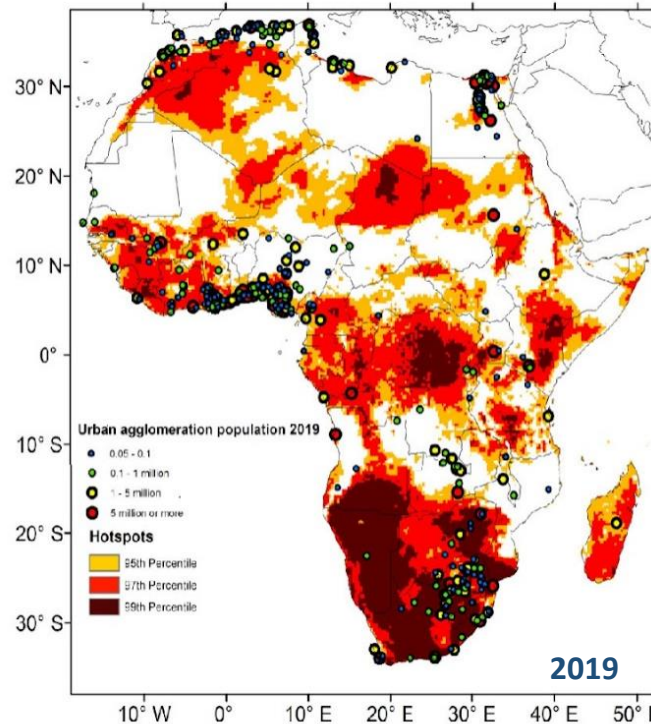 30° N
20° N
10° N
0°
10° S
20° S
30° S
Urban agglomeration population 2019
0.05 - 0.1
0.1 - 1 million
1 - 5 million
5 million or more
Hotspots
95th Percentile
97th Percentile
99th Percentile
2019
10° W
0°
10° E
20° E
30° E
40° E
50° E